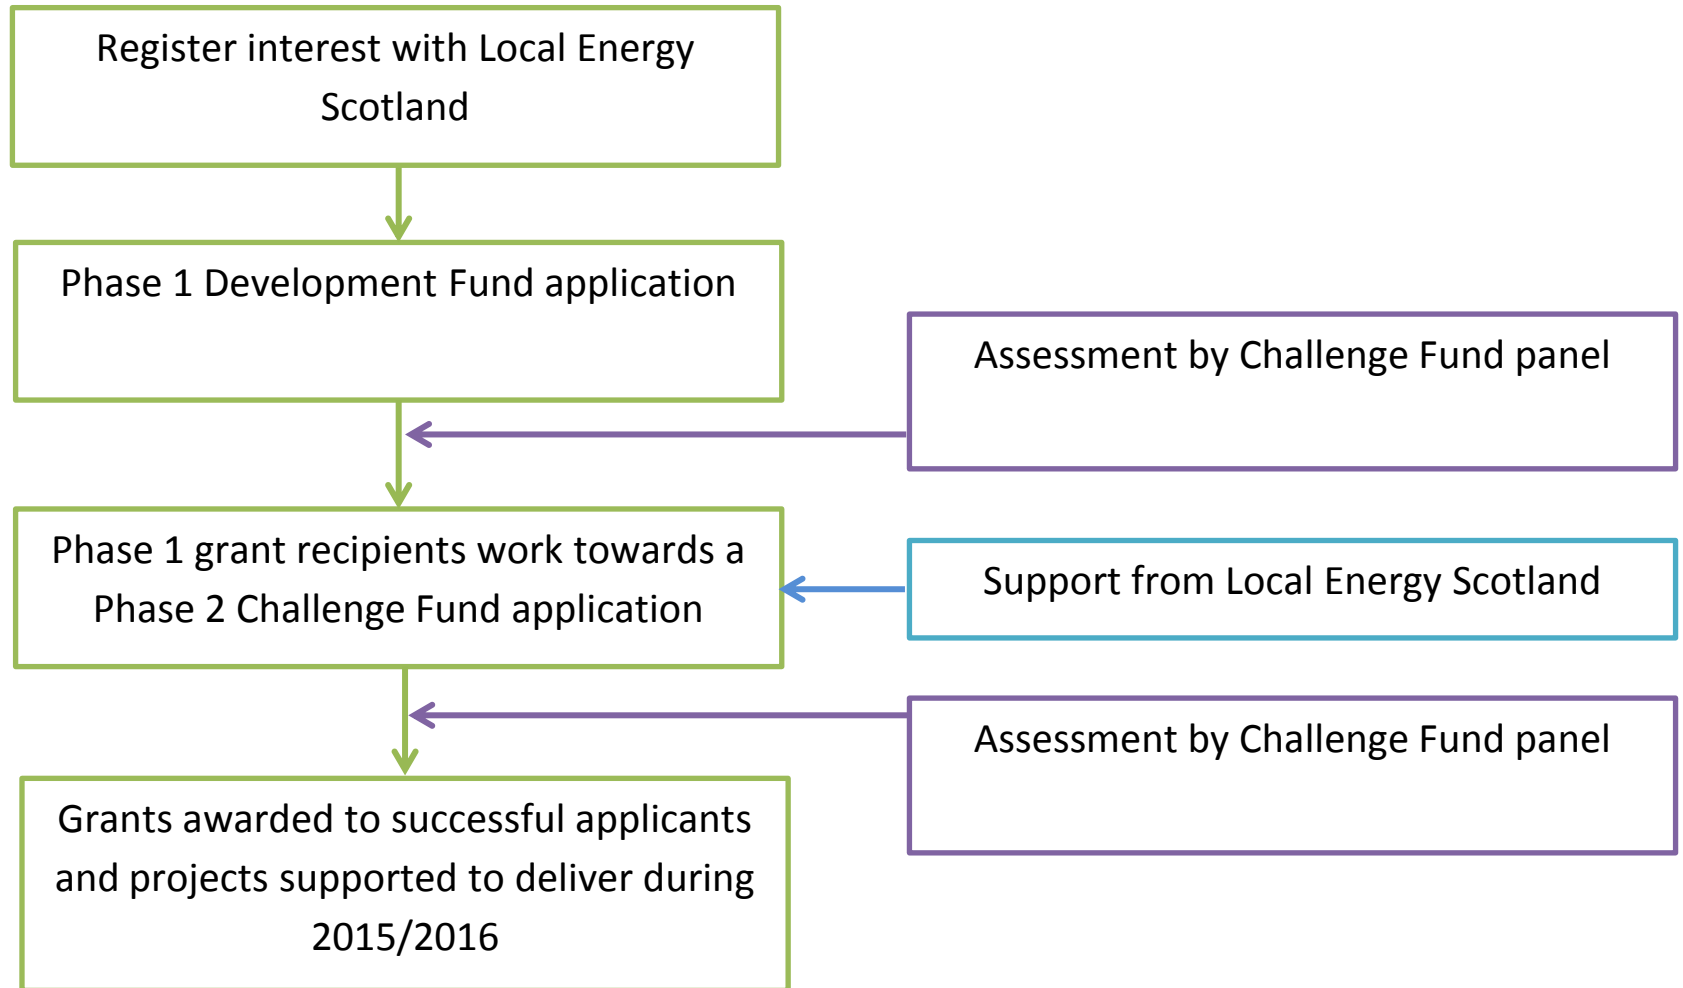 Register interest with Local Energy
Scotland
Phase 1 Development Fund application
Assessment by Challenge Fund panel
Phase 1 grant recipients work towards a
Phase 2 Challenge Fund application
Support from Local Energy Scotland
Assessment by Challenge Fund panel
Grants awarded to successful applicants
and projects supported to deliver during
2015/2016